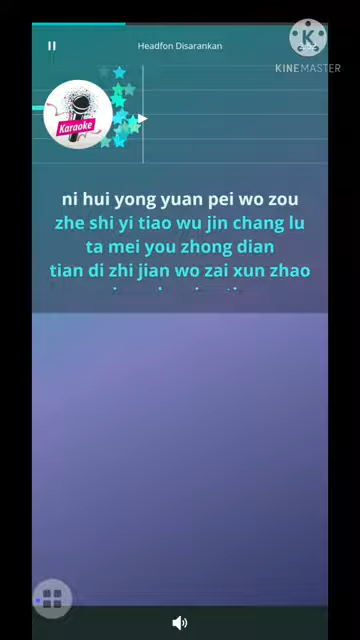 Headfon Disarankan
KINEMASTER
Karaoke
ni hui yong yuan pei wo zou
zhe shi yi tiao wu jin chang lu
ta mei you zhong dian
tian di zhi jian wo zai xun zhao